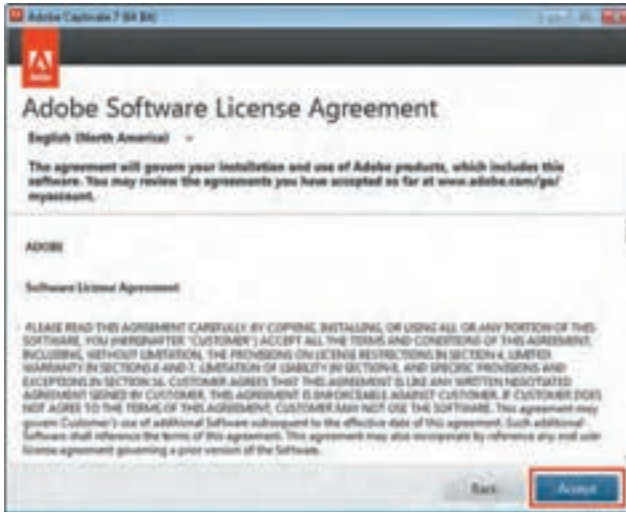 Adobe Captivate 7 (64 Bit)
Adobe
Adobe Software License Agreement
English (North America)
The agreement will govern your installation and use of Adobe products, which includes this
software. You may review the agreements you have accepted so far at www.adobe.com/go/
myaccount.
ADOBE
Software License Agreement
PLEASE READ THIS AGREEMENT CAREFULLY. BY COPYING, INSTALLING, OR USING ALL OR ANY PORTION OF THIS
SOFTWARE, YOU (HEREINAFTER "CUSTOMER") ACCEPT ALL THE TERMS AND CONDITIONS OF THIS AGREEMENT,
INCLUDING, WITHOUT LIMITATION, THE PROVISIONS ON LICENSE RESTRICTIONS IN SECTION 4, LIMITED
WARRANTY IN SECTIONS 6 AND 7, LIMITATION OF LIABILITY IN SECTION 8, AND SPECIFIC PROVISIONS AND
EXCEPTIONS IN SECTION 16. CUSTOMER AGREES THAT THIS AGREEMENT IS LIKE ANY WRITTEN NEGOTIATED
AGREEMENT SIGNED BY CUSTOMER. THIS AGREEMENT IS ENFORCEABLE AGAINST CUSTOMER. IF CUSTOMER DOES
NOT AGREE TO THE TERMS OF THIS AGREEMENT, CUSTOMER MAY NOT USE THE SOFTWARE. This agreement may
govern Customer's use of additional Software subsequent to the effective date of this agreement. Such additional
Software shall reference the terms of this agreement. This agreement may also incorporate by reference any end user
license agreement governing a prior version of the Software.
Back
Accept